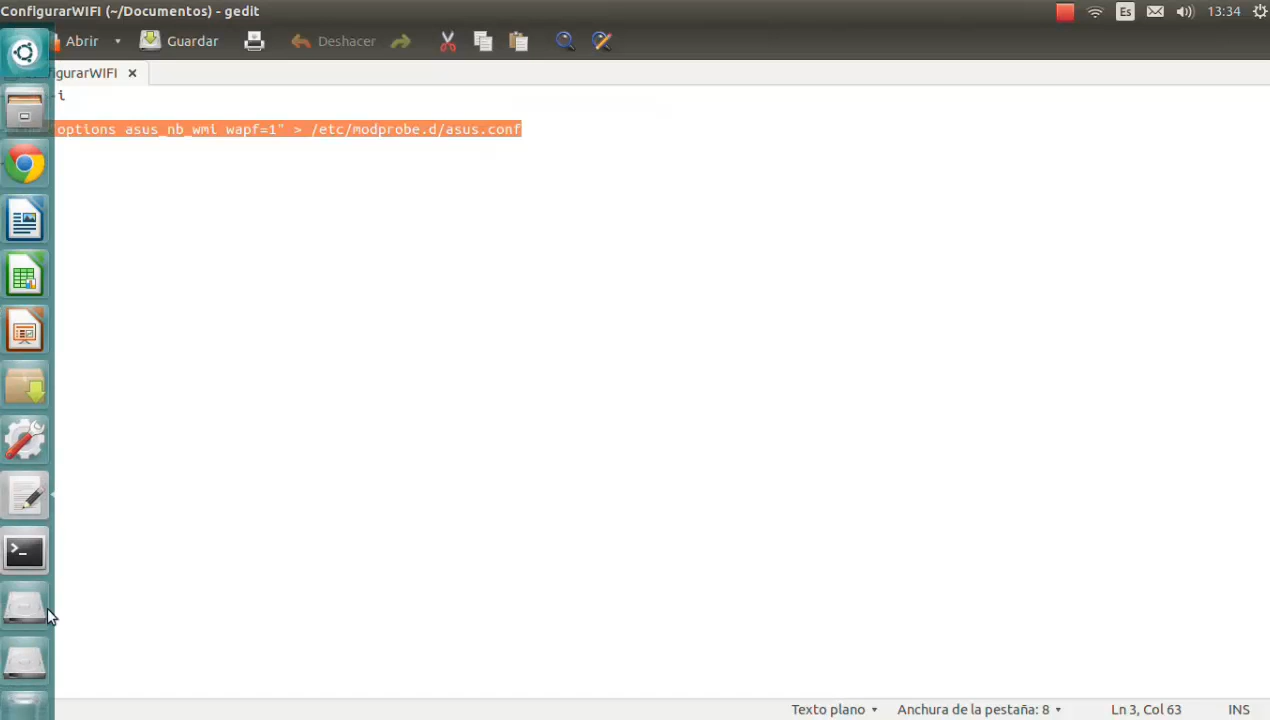 ConfigurarWIFI (~/Documentos) - gedit
Es
13:34
Abrir
Guardar
Deshacer
-i
options asus_nb_wmi wapf=1” > /etc/modprobe.d/asus.conf
Texto plano
Anchura de la pestaña: 8
Ln 3, Col 63
INS